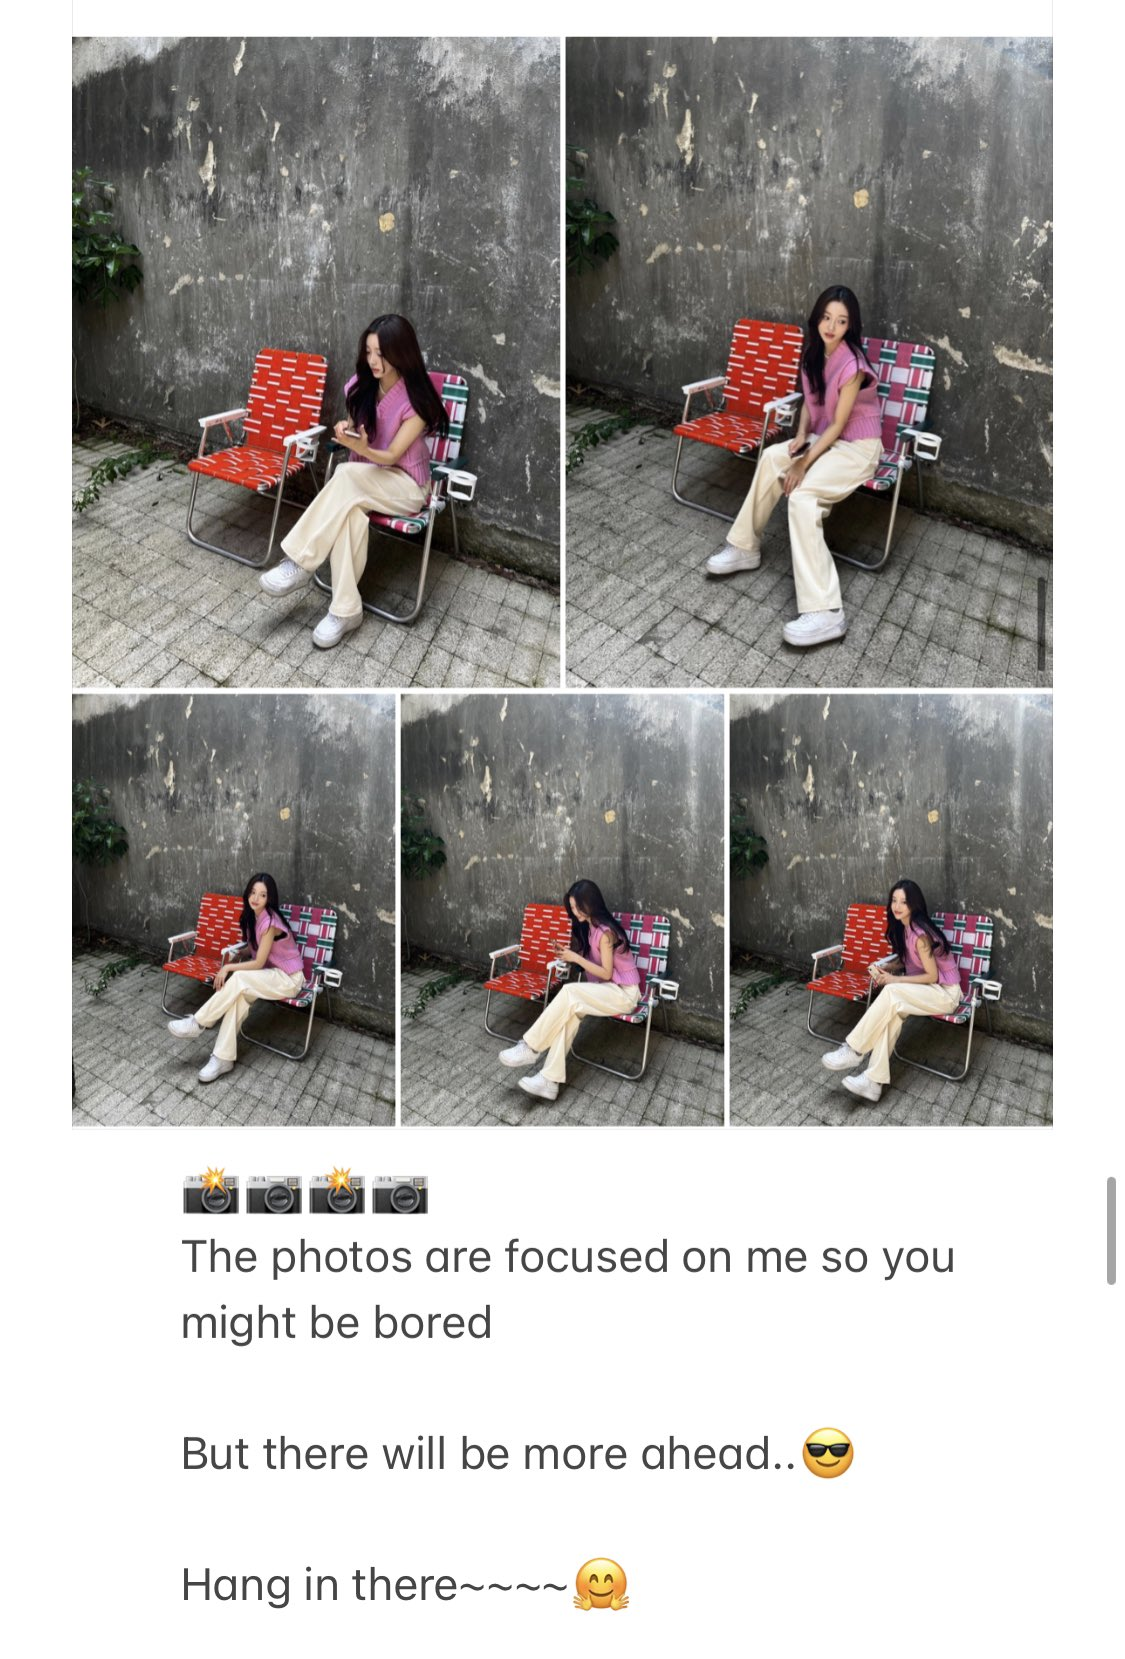 📸📷📸📷
The photos are focused on me so you
might be bored
But there will be more ahead..😎
Hang in there~~~~🤗